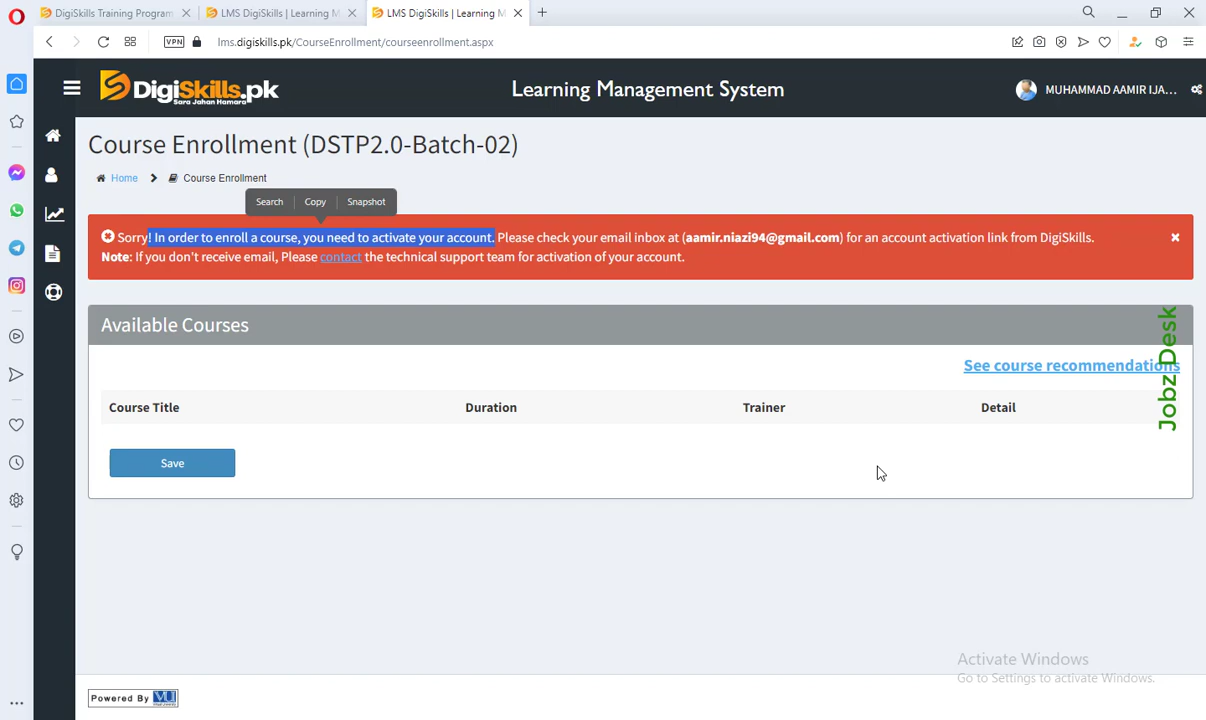 DigiSkills Training Program
LMS DigiSkills | Learning M
LMS DigiSkills | Learning M
VPN
lms.digiskills.pk/CourseEnrollment/courseenrollment.aspx
DigiSkills.pk
Sara Jahan Hamara
Learning Management System
MUHAMMAD AAMIR IJA...
Course Enrollment (DSTP2.0-Batch-02)
Home
Course Enrollment
Search
Copy
Snapshot
Sorry! In order to enroll a course, you need to activate your account. Please check your email inbox at (aamir.niazi94@gmail.com) for an account activation link from DigiSkills.
Note: If you don't receive email, Please contact the technical support team for activation of your account.
Available Courses
See course recommendations
Jobz Desk
Course Title
Duration
Trainer
Detail
Save
Activate Windows
Go to Settings to activate Windows.
Powered By VU